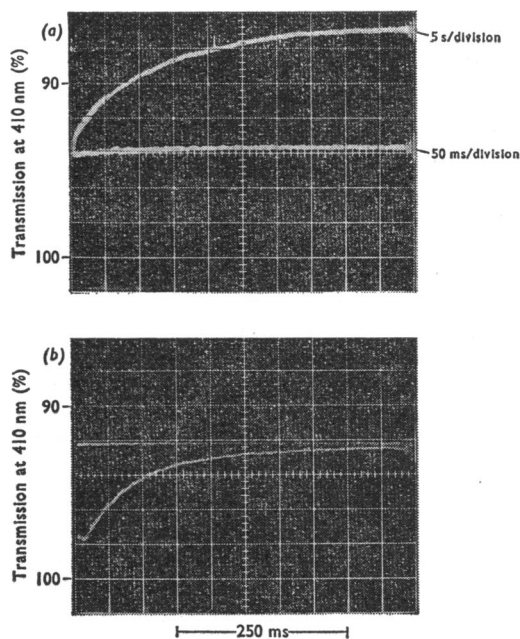 (a)
5 s/division
90
Transmission at 410 nm (%)
50 ms/division
100
(b)
90
Transmission at 410 nm (%)
100
250 ms